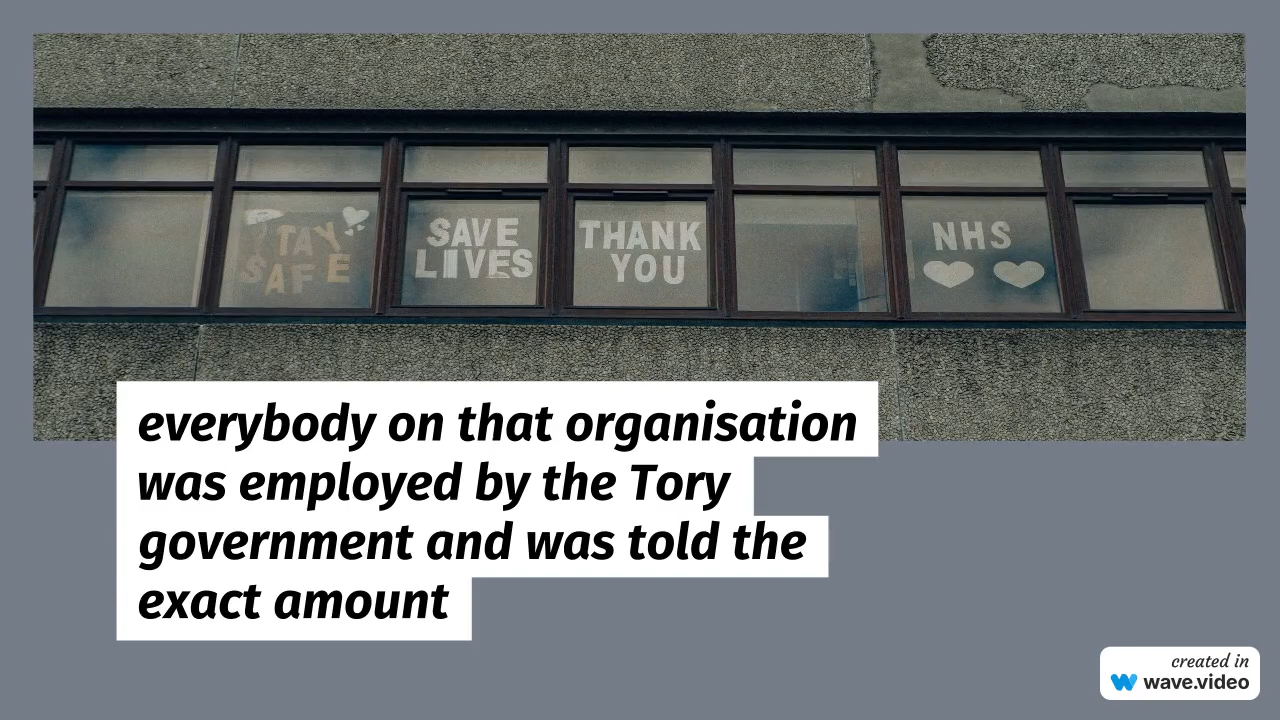 STAY
SAFE
SAVE
LIVES
THANK
YOU
NHS
everybody on that organisation
was employed by the Tory
government and was told the
exact amount
created in
wave.video